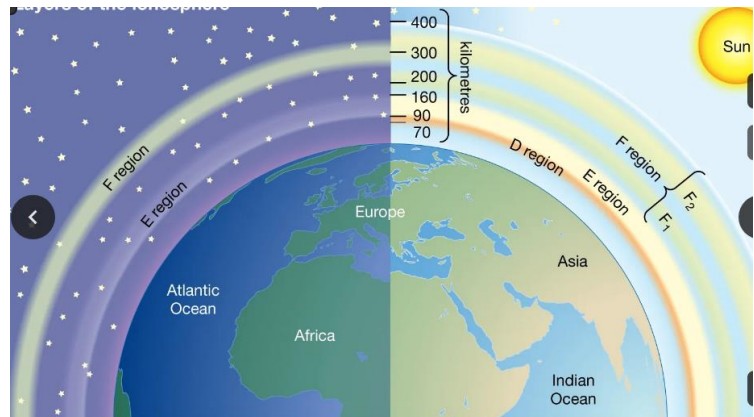 Layers of the ionosphere
400
300
200
160
90
70
kilometres
Sun
F region
E region
D region
E region
F region
F₂
F₁
Europe
Asia
Atlantic
Ocean
Africa
Indian
Ocean